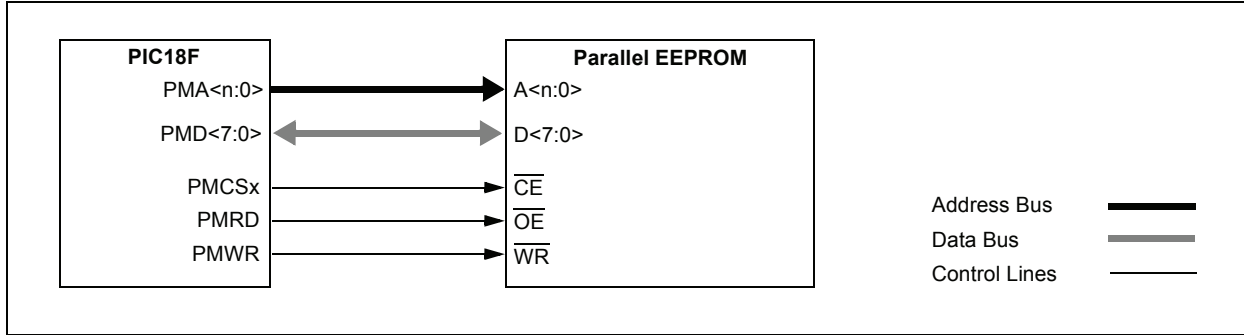 PIC18F
Parallel EEPROM
PMA<n:0>
A<n:0>
PMD<7:0>
D<7:0>
PMCSx
CE
PMRD
OE
PMWR
WR
Address Bus
Data Bus
Control Lines